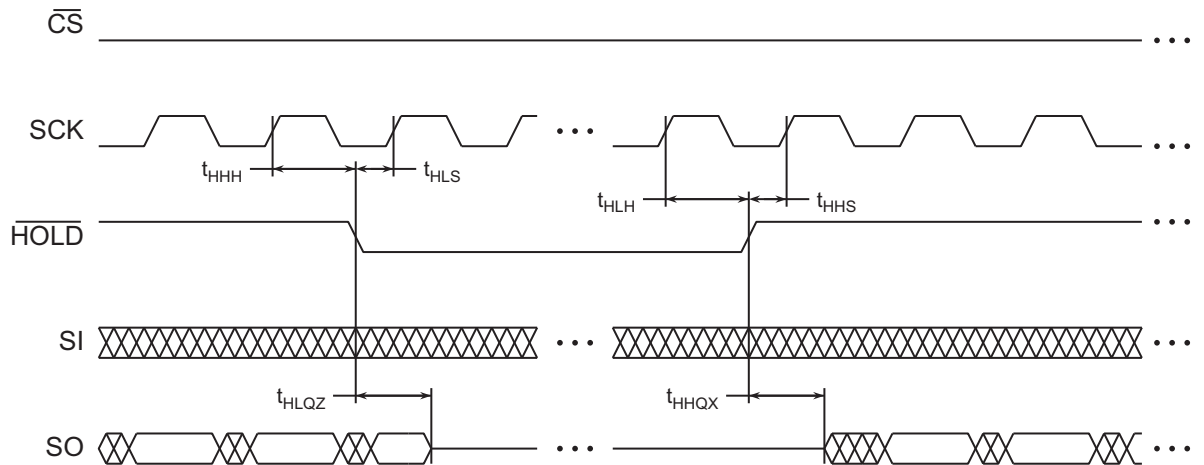 CS
SCK
tHHH
tHLS
tHLH
tHHS
HOLD
SI
tHLQZ
tHHQX
SO